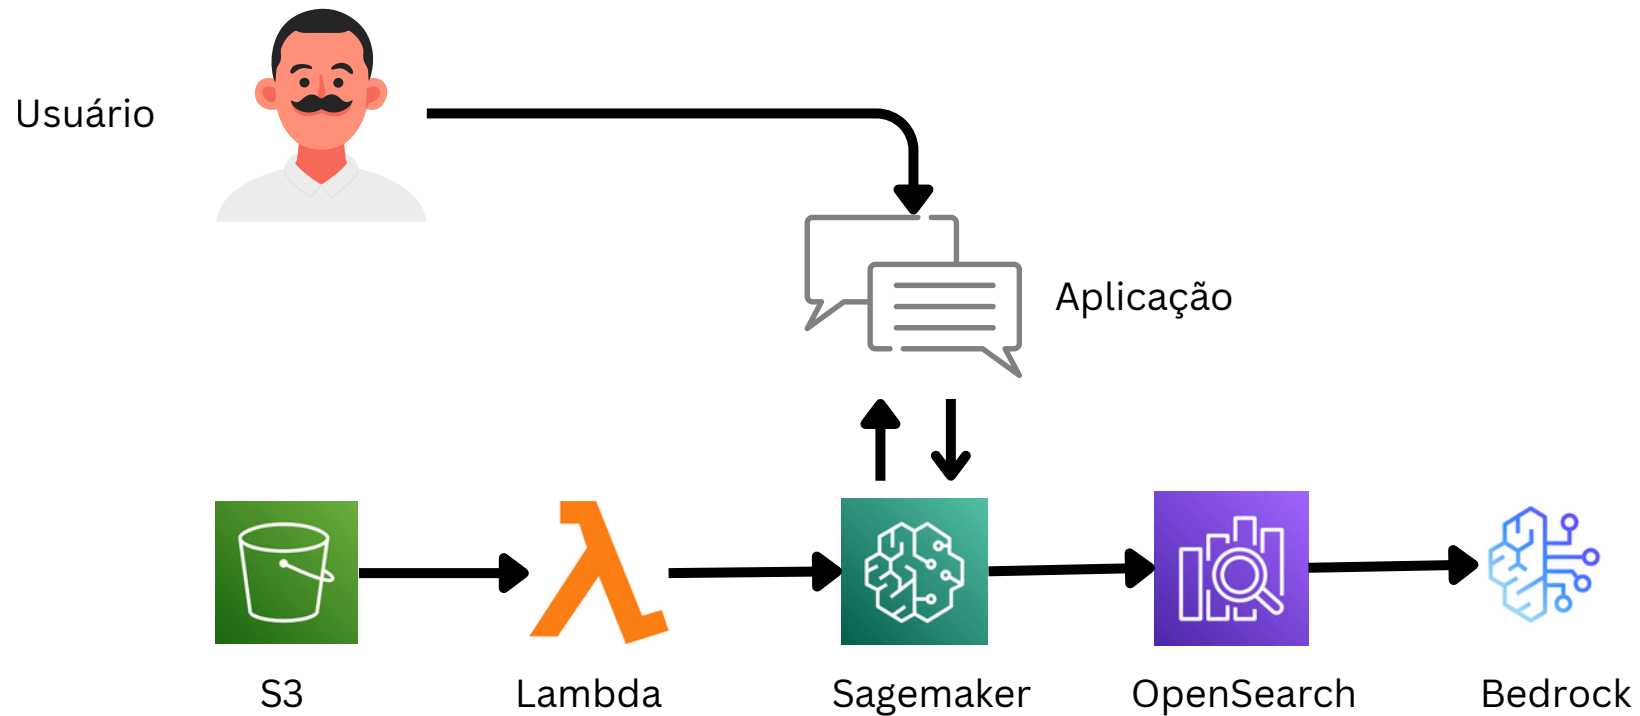 Usuário
Aplicação
S3
Lambda
Sagemaker
OpenSearch
Bedrock